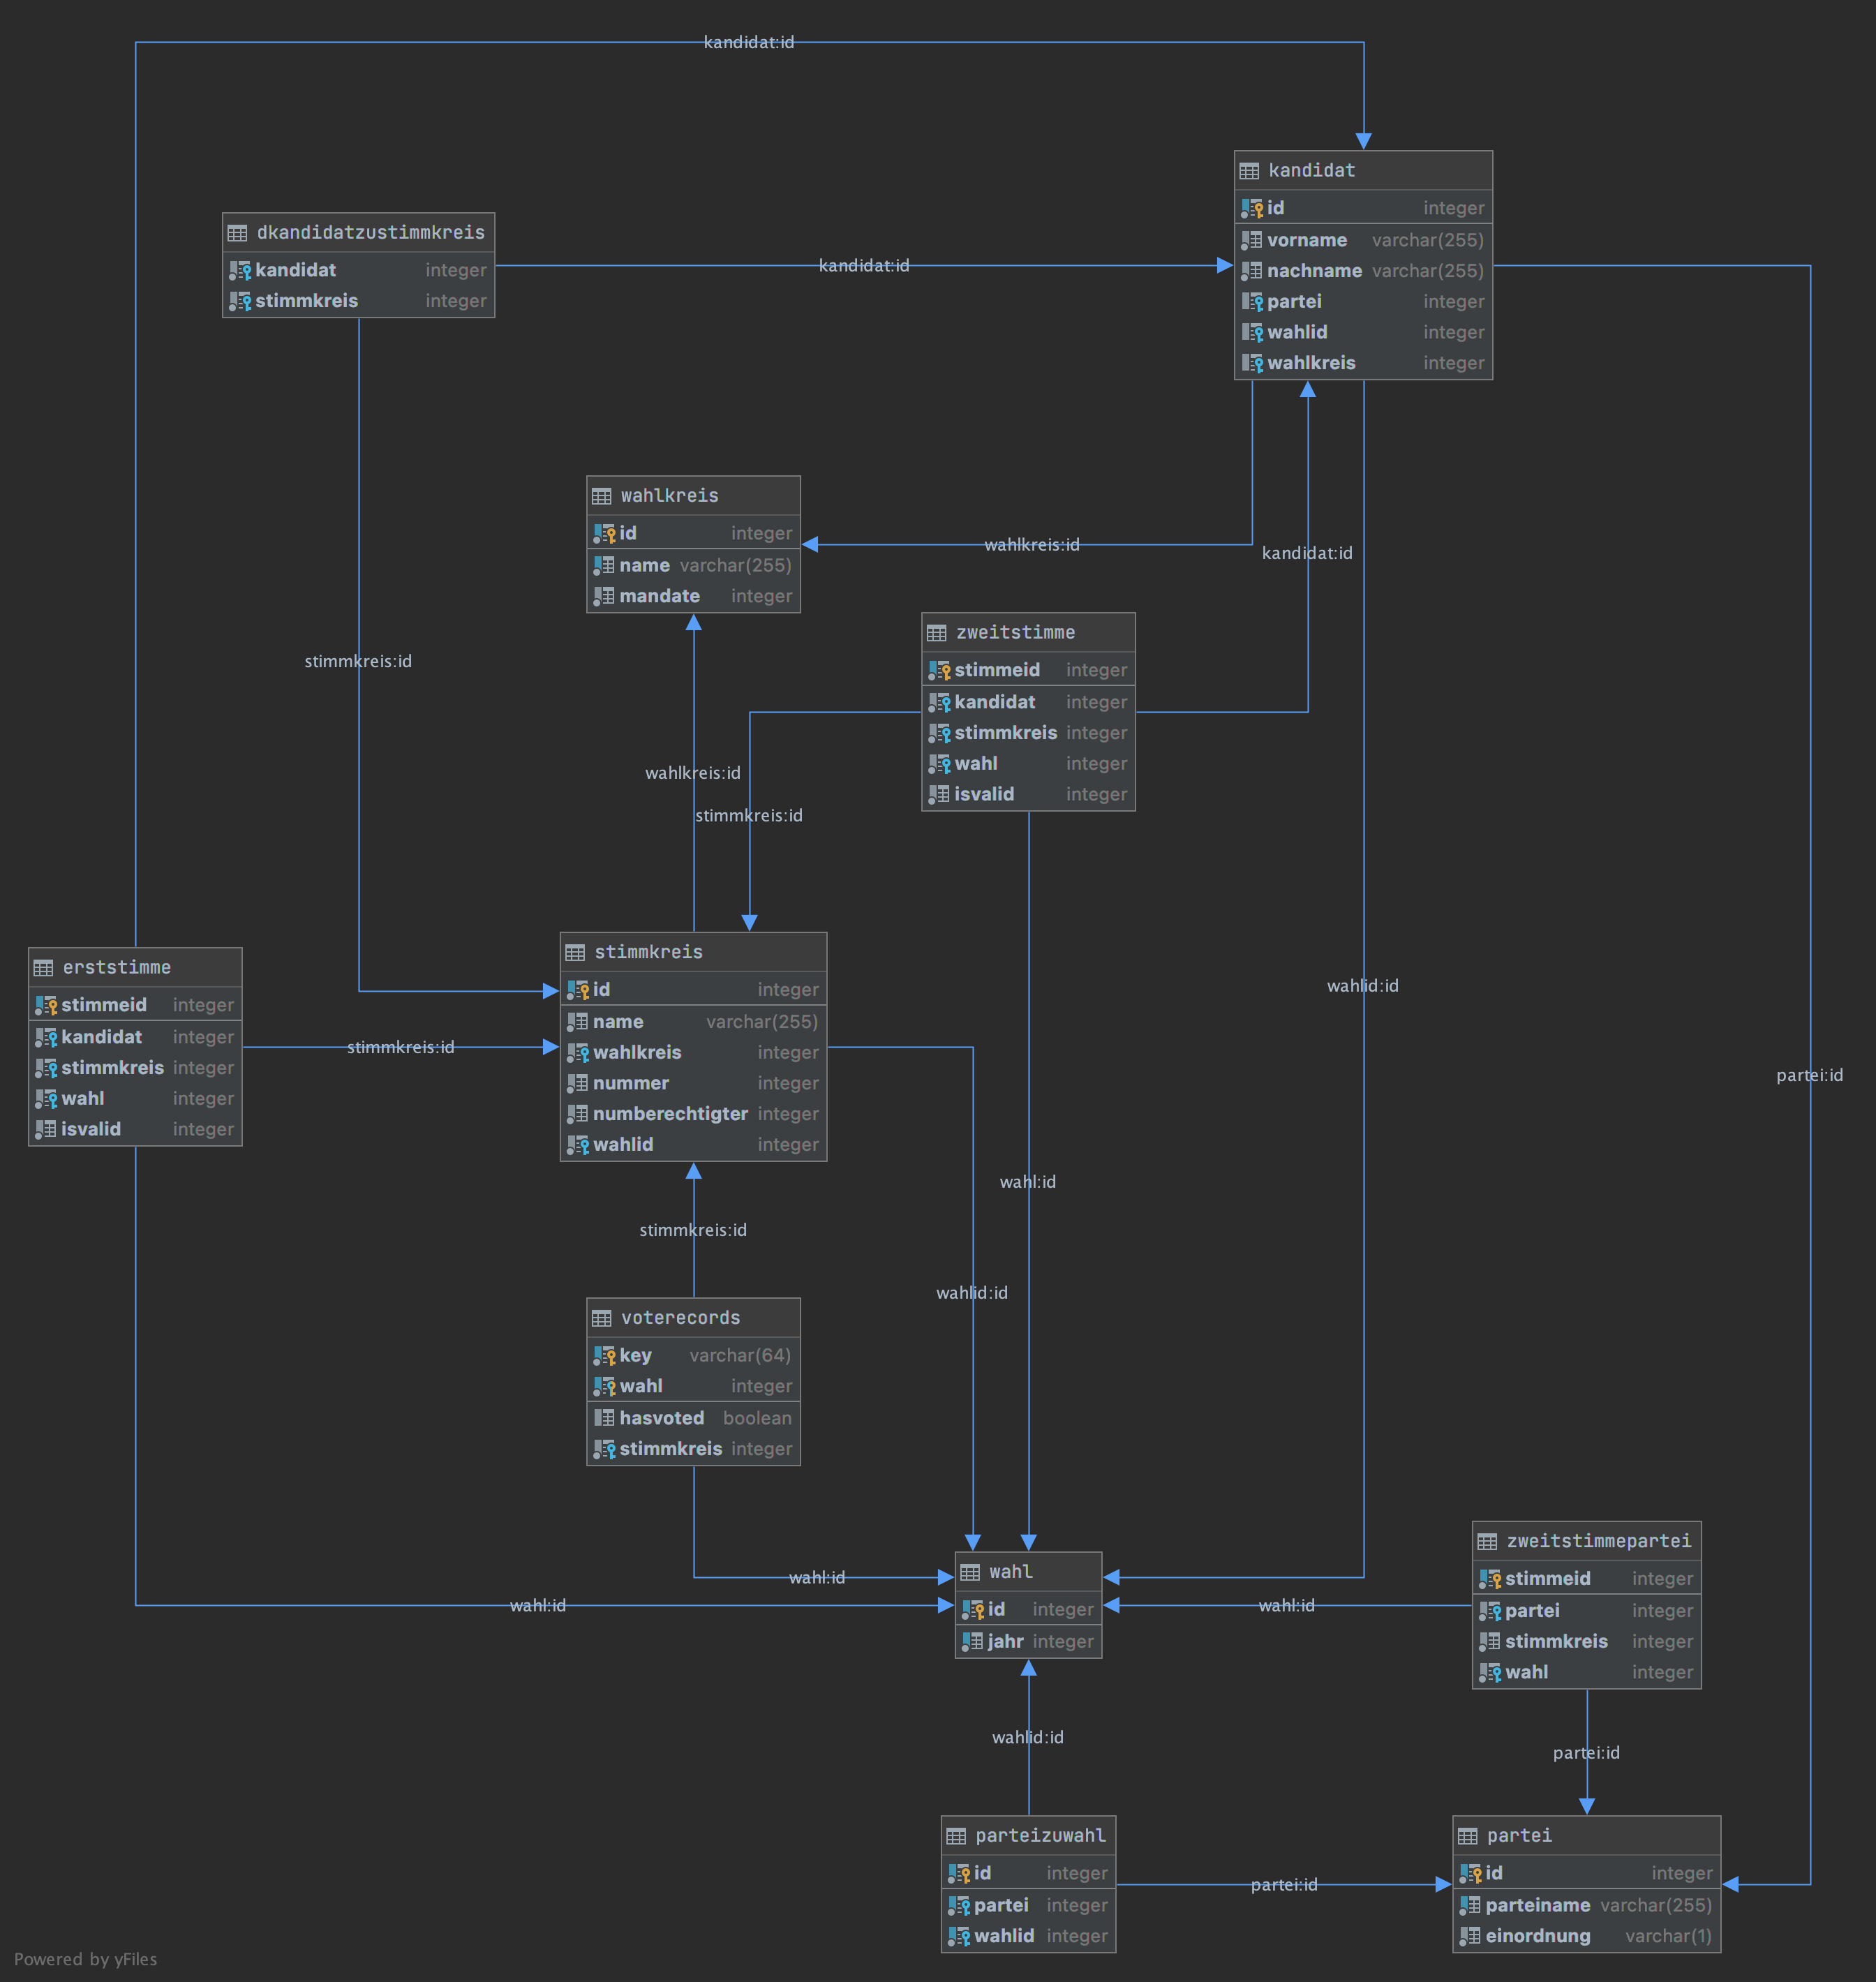 kandidat:id
kandidat
id integer
vorname varchar(255)
nachname varchar(255)
partei integer
wahlid integer
wahlkreis integer
dkandidatzustimmkreis
kandidat integer
stimmkreis integer
kandidat:id
wahlkreis
id integer
name varchar(255)
mandate integer
wahlkreis:id
kandidat:id
zweitstimme
stimmeid integer
kandidat integer
stimmkreis integer
wahl integer
isvalid integer
stimmkreis:id
wahlkreis:id
stimmkreis:id
erststimme
stimmeid integer
kandidat integer
stimmkreis integer
wahl integer
isvalid integer
stimmkreis:id
stimmkreis
id integer
name varchar(255)
wahlkreis integer
nummer integer
numberechtigter integer
wahlid integer
wahlid:id
partei:id
wahl:id
stimmkreis:id
wahlid:id
voterecords
key varchar(64)
wahl integer
hasvoted boolean
stimmkreis integer
wahl:id
wahl:id
wahl
id integer
jahr integer
wahl:id
zweitstimmepartei
stimmeid integer
partei integer
stimmkreis integer
wahl integer
wahlid:id
partei:id
parteizuwahl
id integer
partei integer
wahlid integer
partei:id
partei
id integer
parteiname varchar(255)
einordnung varchar(1)
Powered by yFiles